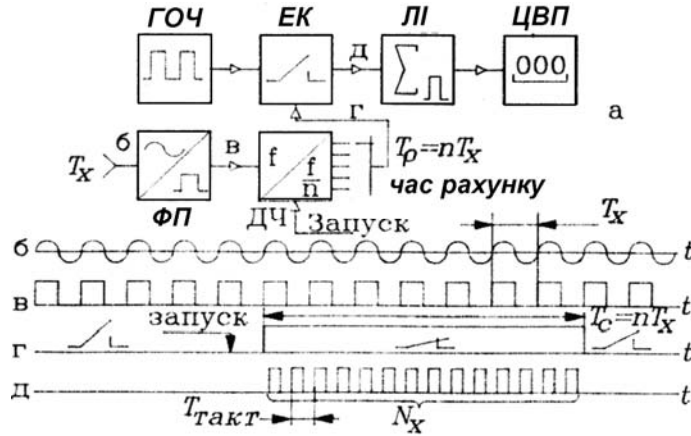 ГОЧ ЕК ЛІ ЦВП
д
000
а
г
б в f f/n Tρ=nTx
Tx
час рахунку
ФП ДЧ Запуск Tx
б t
в t
запуск Tc=nTx
г t
д t
Tтакт Nx